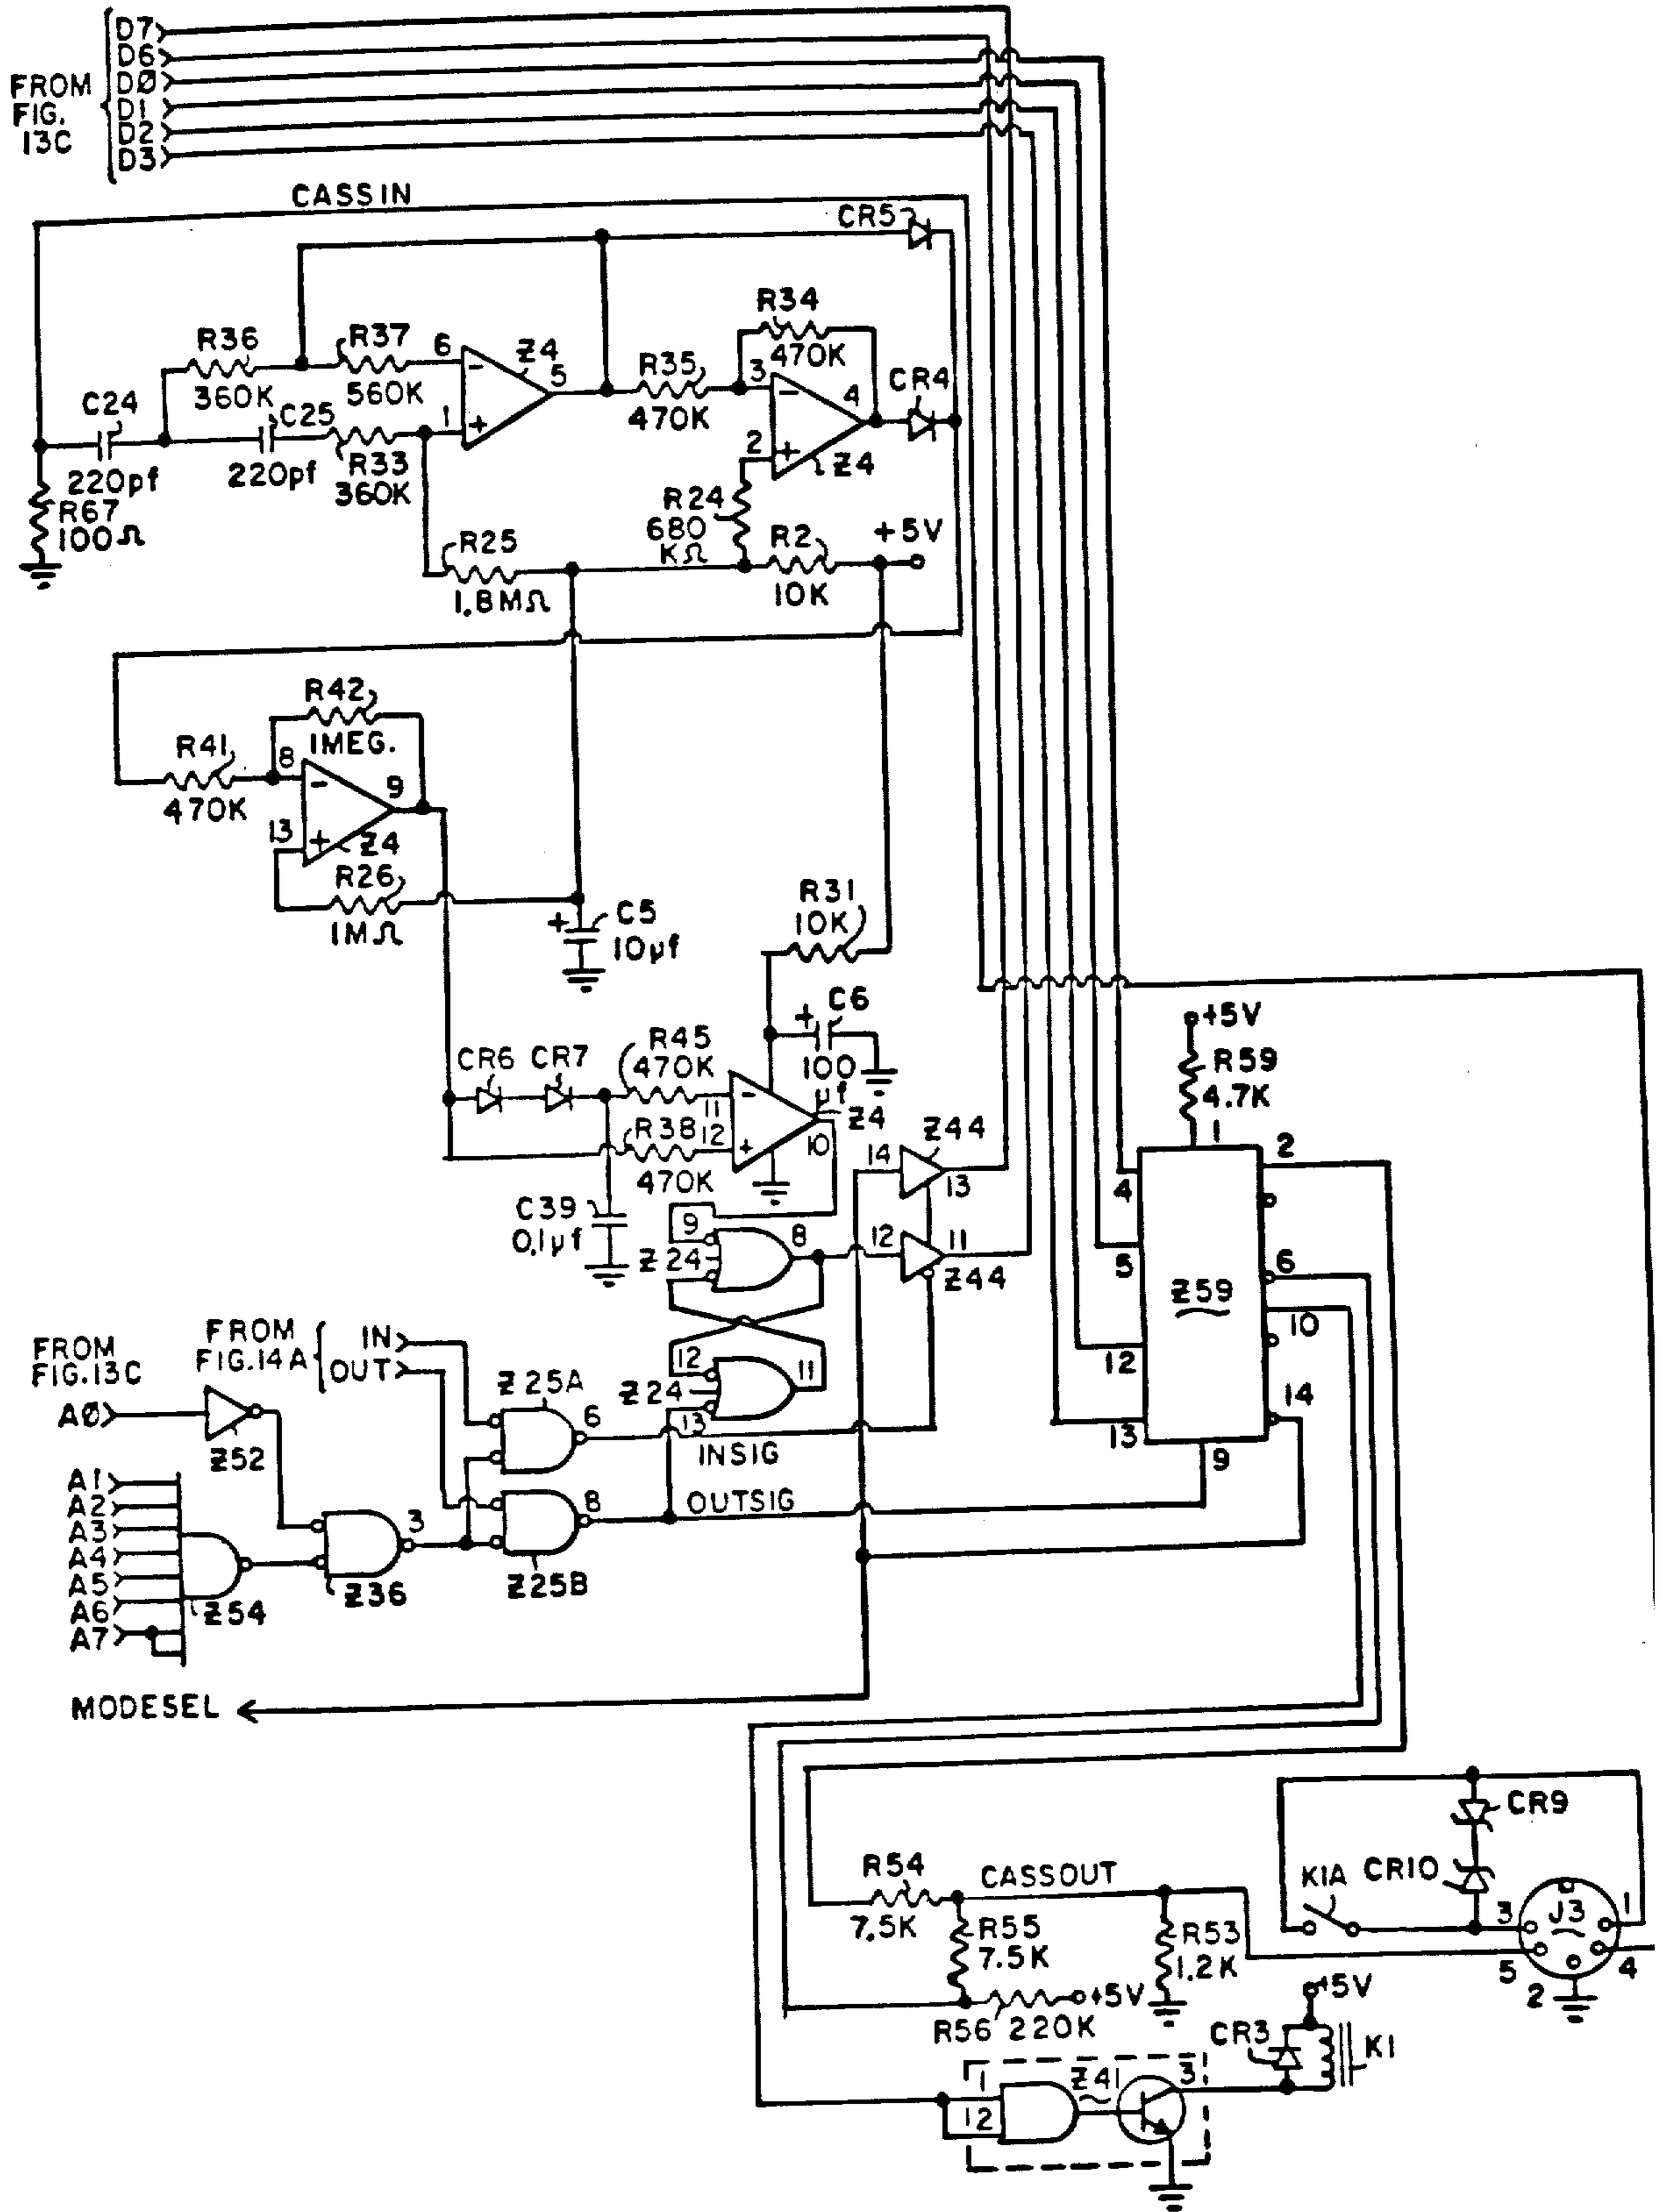 FROM
FIG.
13C
D7
D6
DØ
D1
D2
D3
CASSIN
CR5
R34
470K
R36
360K
R37
560K
6
Z4
5
R35
470K
3
4
CR4
C24
220pf
C25
220pf
R33
360K
1
2
Z4
- +
- +
R67
100Ω
R24
680
KΩ
R2
10K
+5V
R25
1.8MΩ
R42
1MEG.
R41
470K
8
9
13
- +
Z4
R26
1MΩ
+
C5
10µf
R31
10K
+
C6
100
µf
CR6
CR7
R45
470K
11
- +
R38
470K
12
10
Z4
C39
0.1µf
14
Z44
13
12
11
Z44
9
Z24
8
12
Z24
13
11
+5V
R59
4.7K
1
2
4
5
6
Z59
10
12
14
13
9
FROM
FIG.13C
AØ
FROM
FIG.14A
IN
OUT
Z52
Z25A
6
INSIG
8
OUTSIG
Z25B
A1
A2
A3
A4
A5
A6
A7
Z54
3
Z36
MODESEL
R54
7.5K
CASSOUT
R55
7.5K
R53
1.2K
R56 220K
+5V
K1A
CR9
CR10
3
J3
1
5
2
4
+5V
CR3
K1
1
12
Z41
3